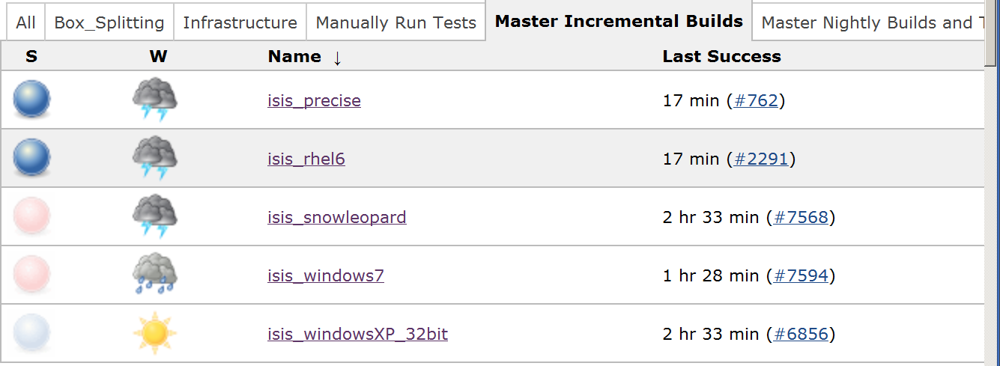 All Box_Splitting Infrastructure Manually Run Tests Master Incremental Builds Master Nightly Builds and
S W Name ↓ Last Success
isis_precise 17 min (#762)
isis_rhel6 17 min (#2291)
isis_snowleopard 2 hr 33 min (#7568)
isis_windows7 1 hr 28 min (#7594)
isis_windowsXP_32bit 2 hr 33 min (#6856)